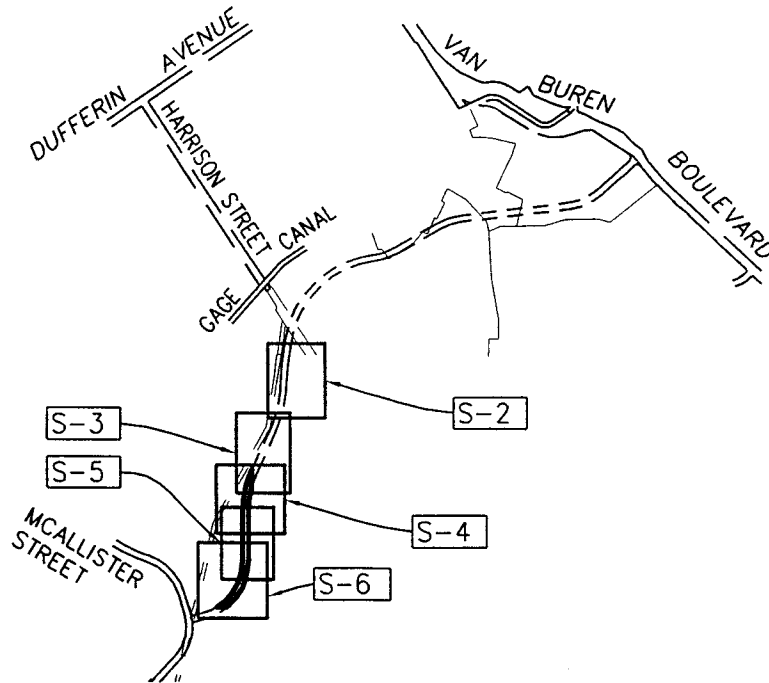 DUFFERIN AVENUE
HARRISON STREET
GAGE CANAL
VAN BUREN BOULEVARD
S-2
S-3
S-5
S-4
MCALLISTER
STREET
S-6